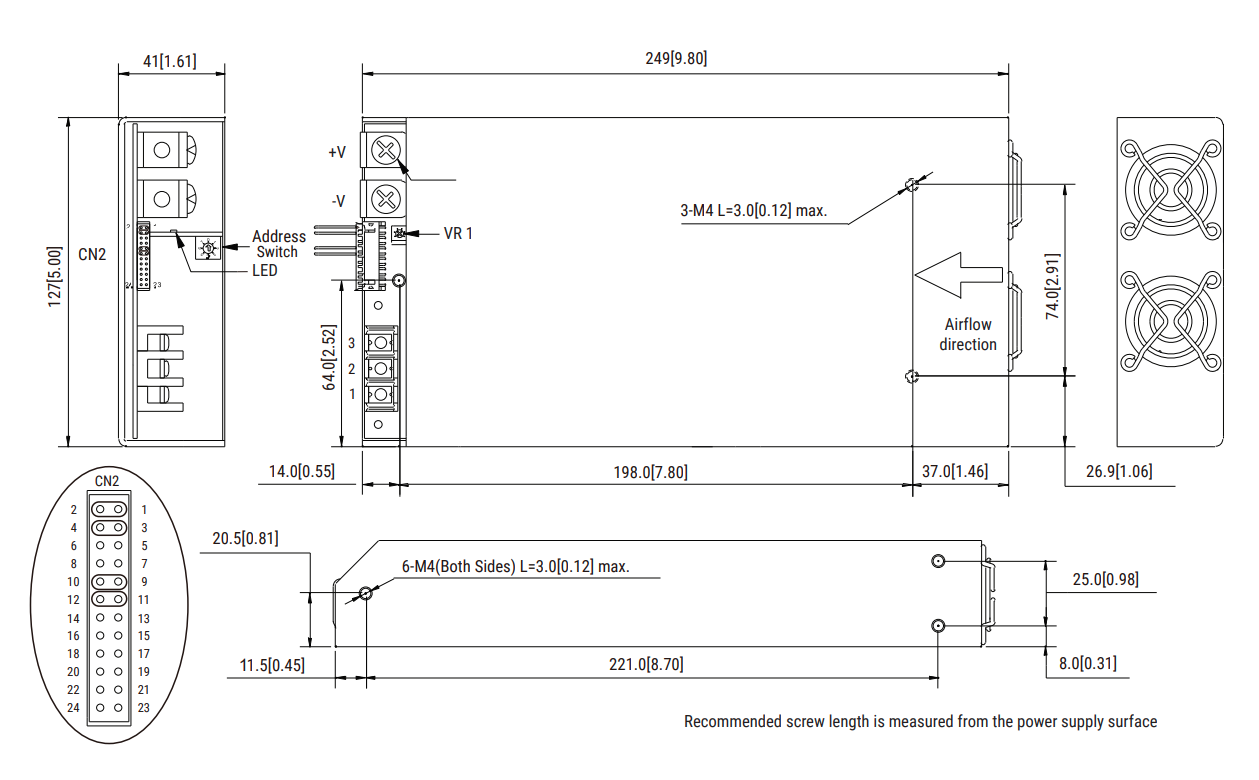 41[1.61]
249[9.80]
+V
-V
3-M4 L=3.0[0.12] max.
VR 1
Address
Switch
LED
CN2
127[5.00]
2 1
24 23
64.0[2.52]
3
2
1
74.0[2.91]
Airflow
direction
14.0[0.55]
198.0[7.80]
37.0[1.46]
26.9[1.06]
CN2
2 1
4 3
6 5
8 7
10 9
12 11
14 13
16 15
18 17
20 19
22 21
24 23
20.5[0.81]
6-M4(Both Sides) L=3.0[0.12] max.
25.0[0.98]
11.5[0.45]
221.0[8.70]
8.0[0.31]
Recommended screw length is measured from the power supply surface